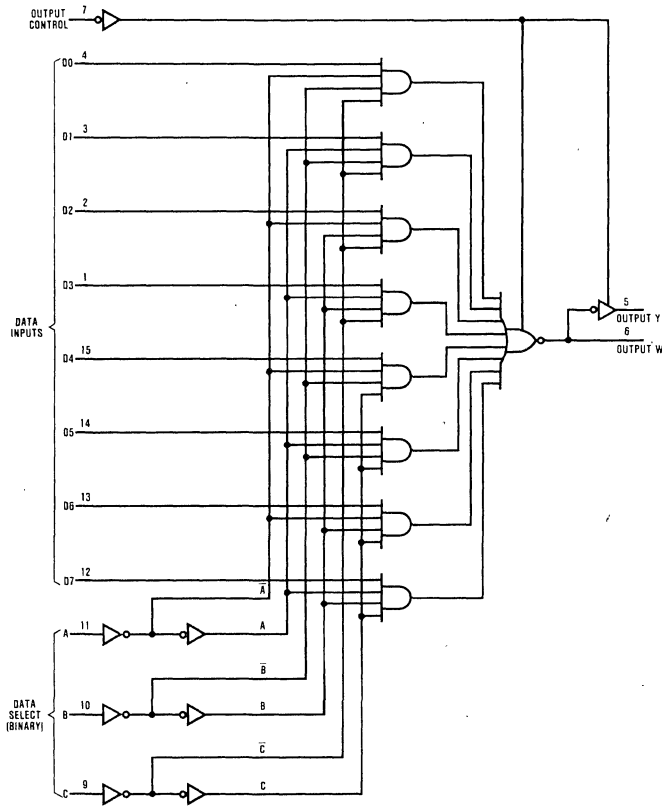 OUTPUT CONTROL 7
D0 4
D1 3
D2 2
D3 1
DATA INPUTS
D4 15
D5 14
D6 13
D7 12
5
OUTPUT Y
6
OUTPUT W
A̅
A 11
A
B̅
DATA SELECT (BINARY)
B 10
B
C̅
C 9
C